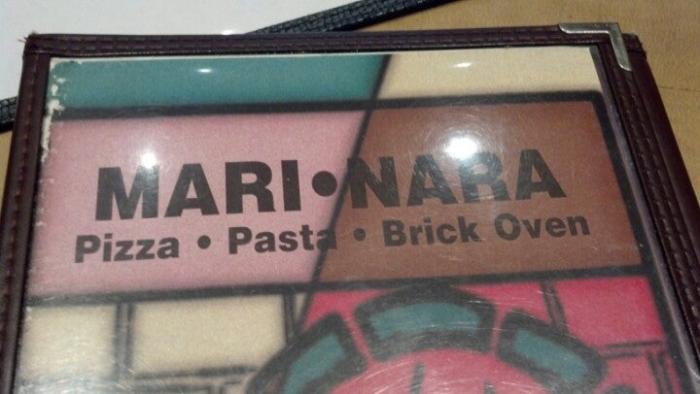 MARI•NARA
Pizza • Pasta • Brick Oven